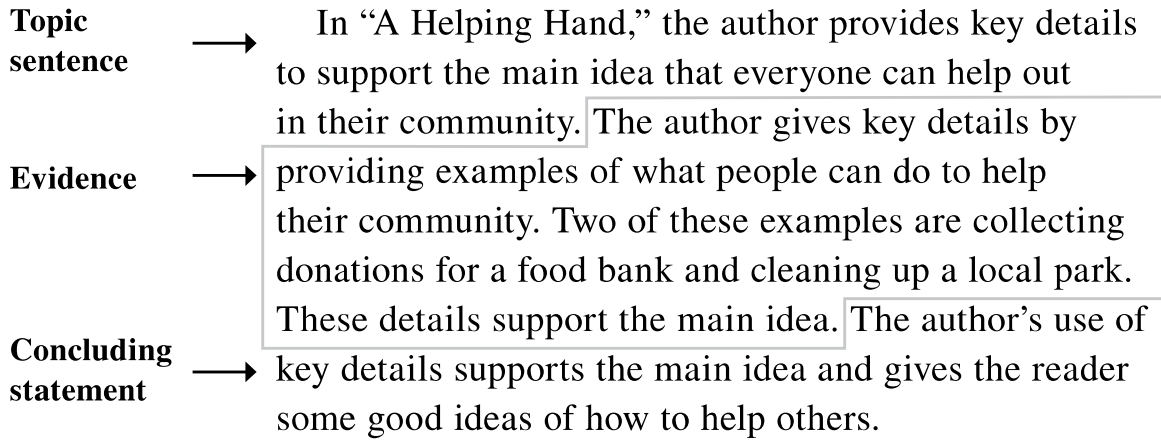 Topic
sentence
In “A Helping Hand,” the author provides key details
to support the main idea that everyone can help out
in their community. The author gives key details by
Evidence
providing examples of what people can do to help
their community. Two of these examples are collecting
donations for a food bank and cleaning up a local park.
These details support the main idea. The author’s use of
Concluding
statement
key details supports the main idea and gives the reader
some good ideas of how to help others.